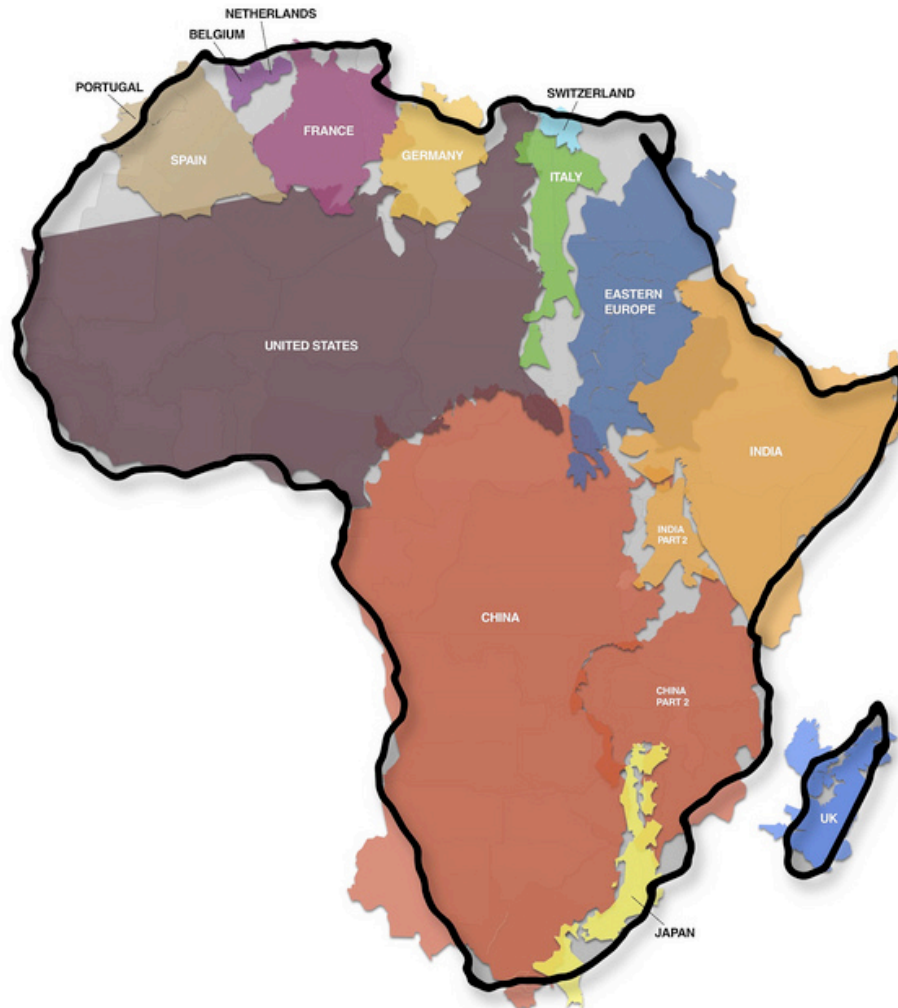 NETHERLANDS
BELGIUM
PORTUGAL
SWITZERLAND
FRANCE
SPAIN
GERMANY
ITALY
EASTERN
EUROPE
UNITED STATES
INDIA
INDIA
PART 2
CHINA
CHINA
PART 2
UK
JAPAN